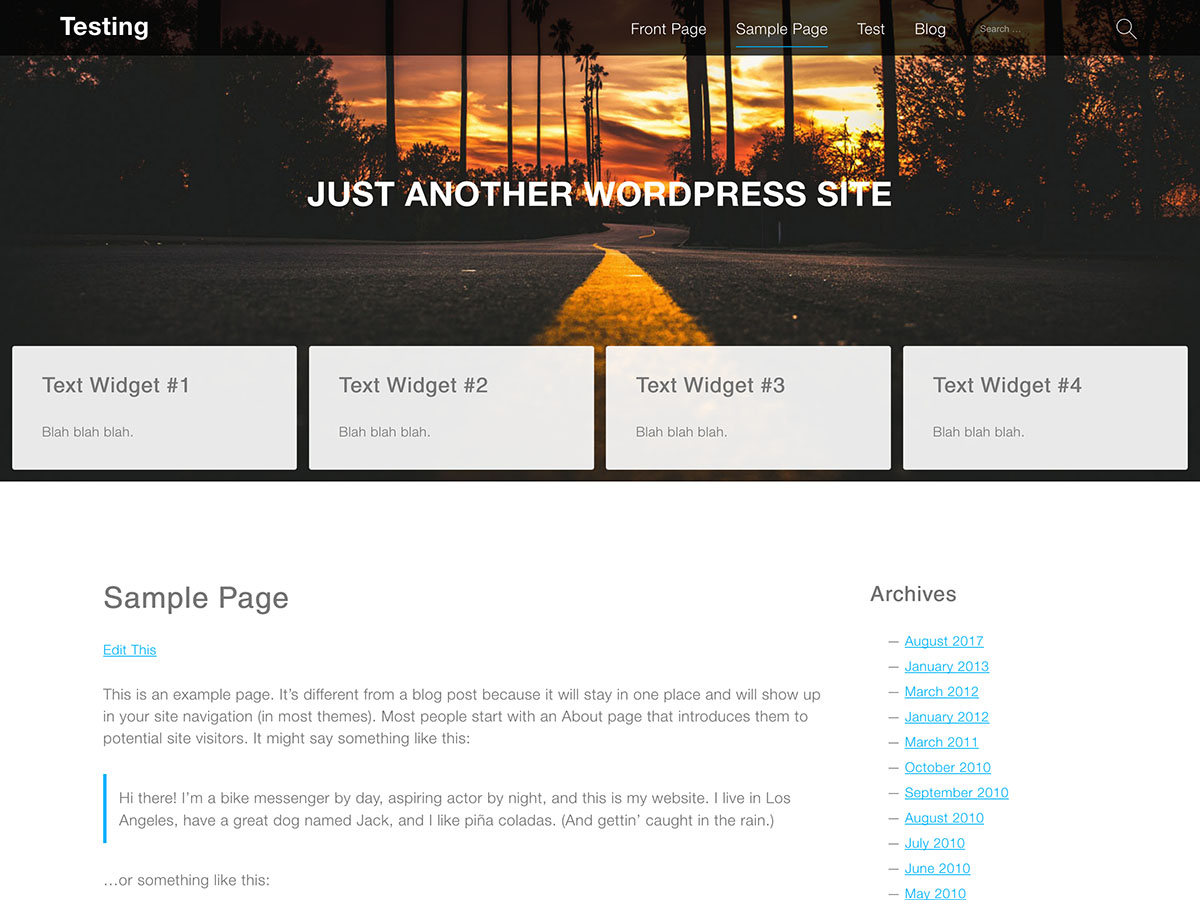 Testing
Front Page Sample Page Test Blog Search …
JUST ANOTHER WORDPRESS SITE
Text Widget #1
Blah blah blah.
Text Widget #2
Blah blah blah.
Text Widget #3
Blah blah blah.
Text Widget #4
Blah blah blah.
Sample Page
Edit This
This is an example page. It’s different from a blog post because it will stay in one place and will show up
in your site navigation (in most themes). Most people start with an About page that introduces them to
potential site visitors. It might say something like this:
Hi there! I’m a bike messenger by day, aspiring actor by night, and this is my website. I live in Los
Angeles, have a great dog named Jack, and I like piña coladas. (And gettin’ caught in the rain.)
…or something like this:
Archives
— August 2017
— January 2013
— March 2012
— January 2012
— March 2011
— October 2010
— September 2010
— August 2010
— July 2010
— June 2010
— May 2010